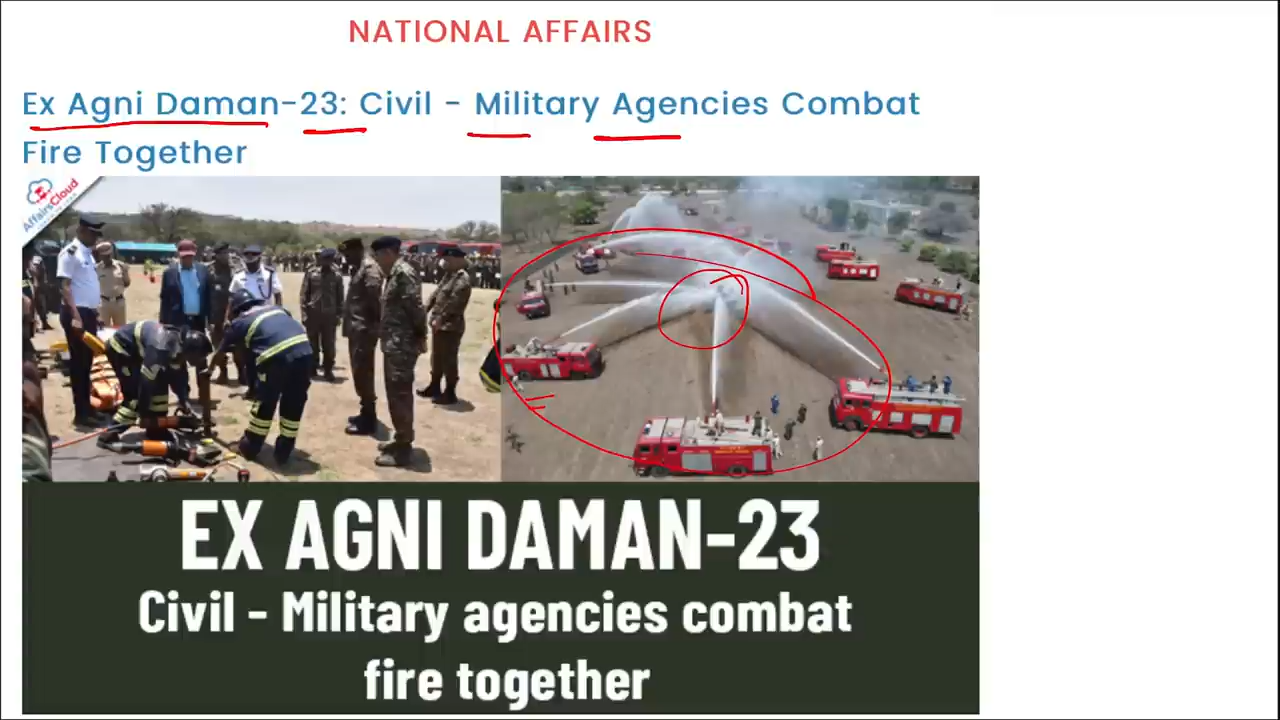 NATIONAL AFFAIRS
Ex Agni Daman-23: Civil - Military Agencies Combat
Fire Together
AffairsCloud
EX AGNI DAMAN-23
Civil - Military agencies combat
fire together